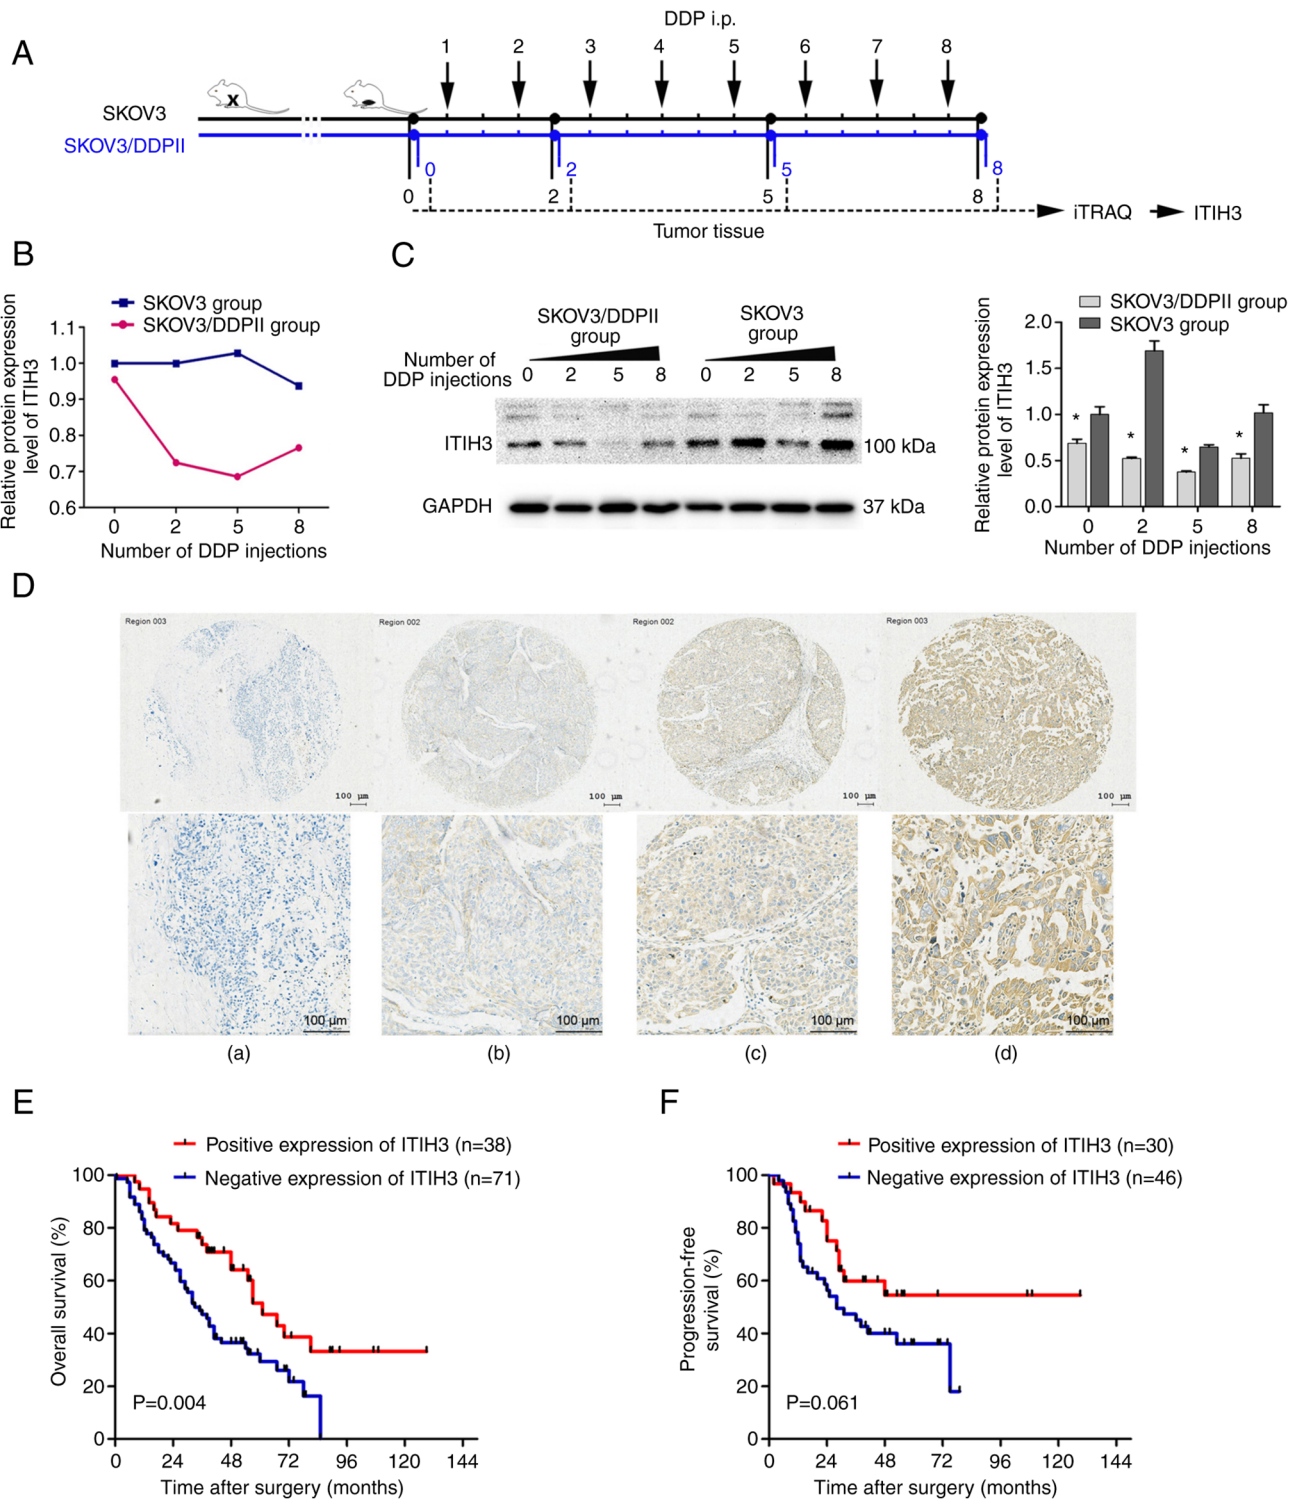 A
DDP i.p.
1 2 3 4 5 6 7 8
x
SKOV3
SKOV3/DDPII
0 2 5 8
0 2 5 8
iTRAQ ITIH3
Tumor tissue
B
SKOV3 group
SKOV3/DDPII group
Relative protein expression
level of ITIH3
1.1
1.0
0.9
0.8
0.7
0.6
0 2 5 8
Number of DDP injections
C
SKOV3/DDPII
group
SKOV3
group
Number of
DDP injections
0 2 5 8 0 2 5 8
ITIH3
100 kDa
GAPDH
37 kDa
SKOV3/DDPII group
SKOV3 group
Relative protein expression
level of ITIH3
2.0
1.5
1.0
0.5
0.0
* * * *
0 2 5 8
Number of DDP injections
D
Region 003
Region 002
Region 002
Region 003
100 µm
100 µm
100 µm
100 µm
100 µm
100 µm
100 µm
100 µm
(a)
(b)
(c)
(d)
E
Positive expression of ITIH3 (n=38)
Negative expression of ITIH3 (n=71)
Overall survival (%)
100
80
60
40
20
0
P=0.004
0 24 48 72 96 120 144
Time after surgery (months)
F
Positive expression of ITIH3 (n=30)
Negative expression of ITIH3 (n=46)
Progression-free
survival (%)
100
80
60
40
20
0
P=0.061
0 24 48 72 96 120 144
Time after surgery (months)